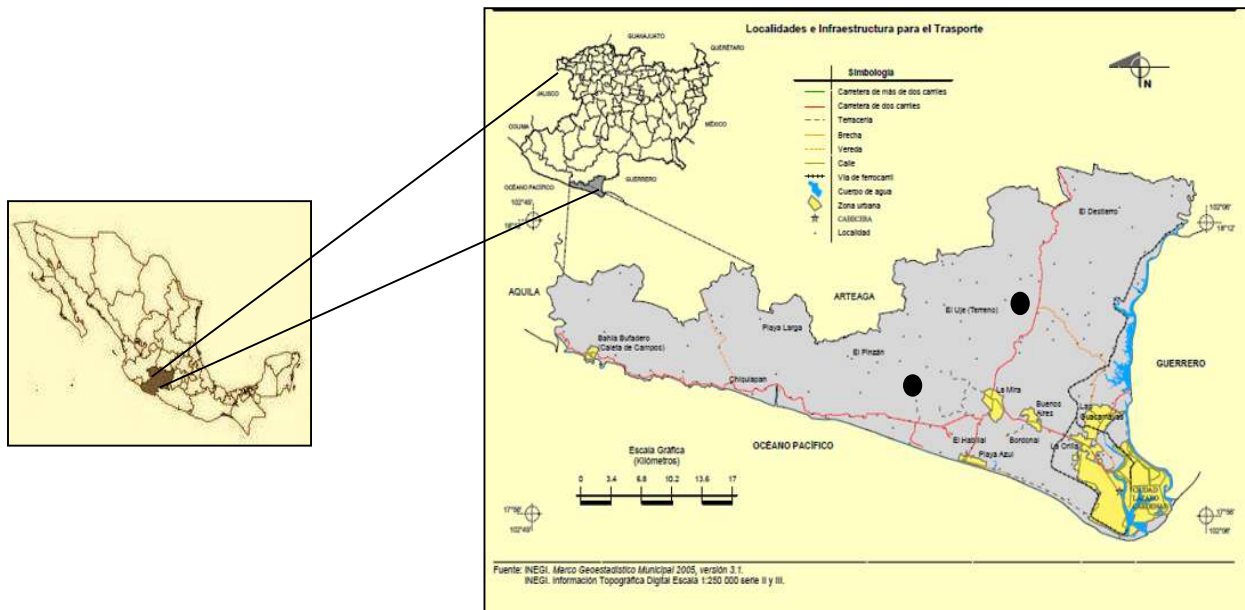 Localidades e Infraestructura para el Trasporte
GUANAJUATO
QUERÉTARO
JALISCO
COLIMA
MÉXICO
GUERRERO
OCÉANO PACÍFICO
N
Simbología
Carretera de más de dos carriles
Carretera de dos carriles
Terracería
Brecha
Vereda
Calle
Vía de ferrocarril
Cuerpo de agua
Zona urbana
CABECERA
Localidad
102°49'
102°06'
18°12'
El Destierro
AQUILA
ARTEAGA
El Uje (Terreno)
Playa Larga
Bahía Bufadero
(Caleta de Campos)
El Pinzán
GUERRERO
Chiquiapan
La Mira
Buenos
Aires
Las
Guacamayas
OCÉANO PACÍFICO
El Habillal
Bordonal
La Orilla
Playa Azul
Escala Gráfica
(Kilómetros)
0 3.4 6.8 10.2 13.6 17
CIUDAD
LÁZARO
CÁRDENAS
17°56'
102°49'
17°56'
102°06'
Fuente: INEGI. Marco Geoestadístico Municipal 2005, versión 3.1.
INEGI. Información Topográfica Digital Escala 1:250 000 serie II y III.